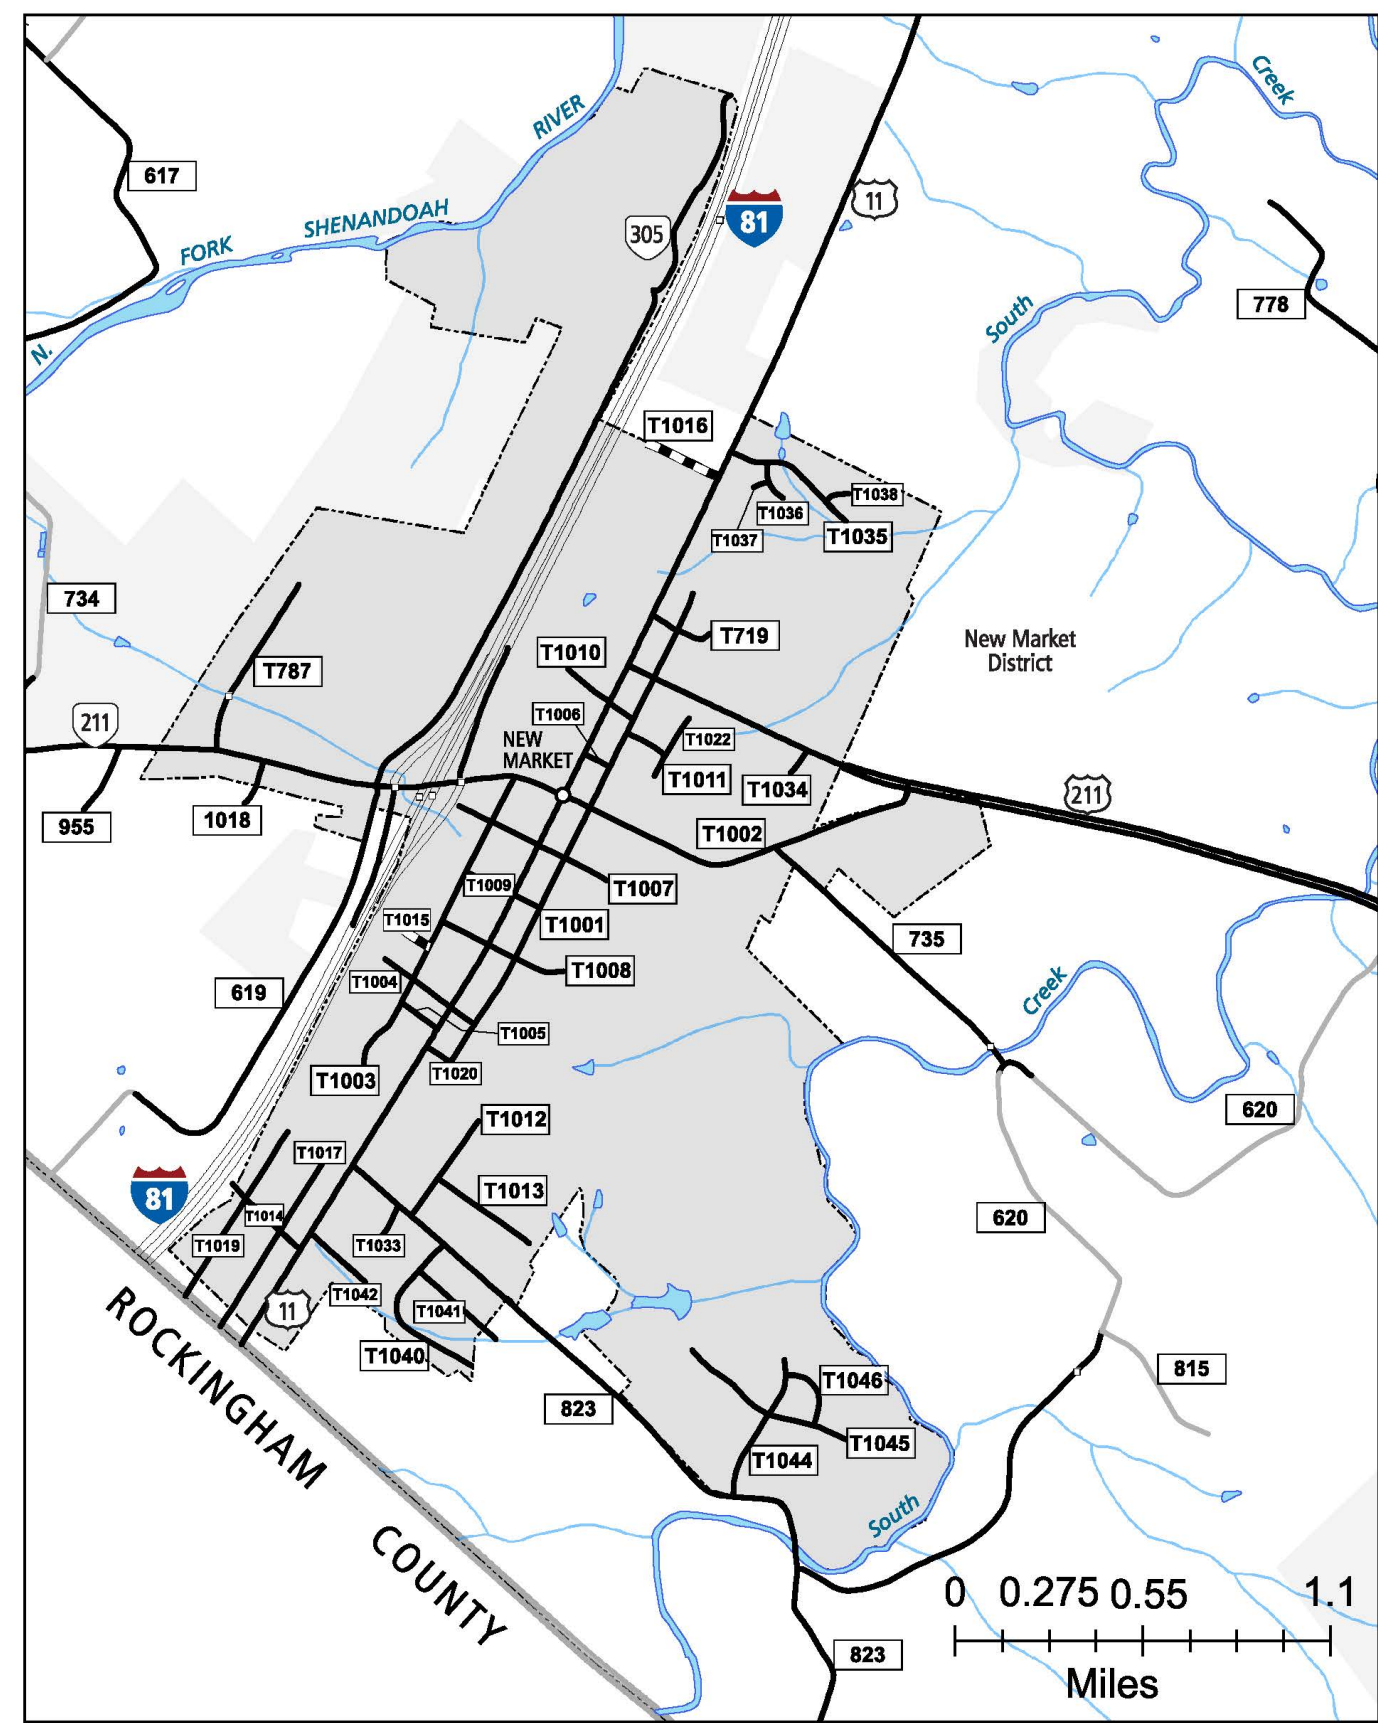 Creek
RIVER
617
11
81
SHENANDOAH
305
FORK
778
South
N.
T1016
T1038
T1036
T1037
T1035
734
T719
New Market
District
T1010
T787
211
T1006
T1022
NEW
MARKET
T1011
T1034
211
955
1018
T1002
T1009
T1007
T1015
T1001
735
T1008
T1004
619
Creek
T1005
T1003
T1020
620
T1012
T1017
81
T1013
T1014
620
T1019
T1033
T1042
11
T1041
ROCKINGHAM
T1040
815
T1046
823
T1045
T1044
South
COUNTY
0 0.275 0.55 1.1
823
Miles